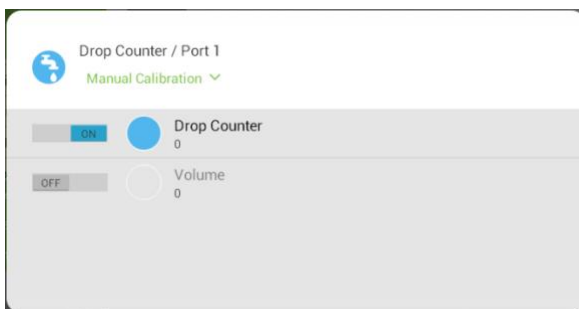 Drop Counter / Port 1
Manual Calibration
ON
Drop Counter
0
OFF
Volume
0